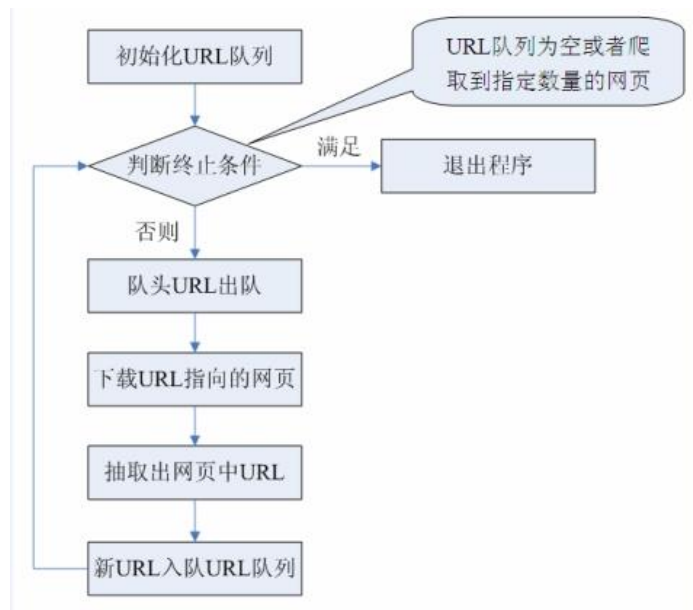 初始化URL队列
URL队列为空或者爬
取到指定数量的网页
判断终止条件
满足
退出程序
否则
队头URL出队
下载URL指向的网页
抽取出网页中URL
新URL入队URL队列